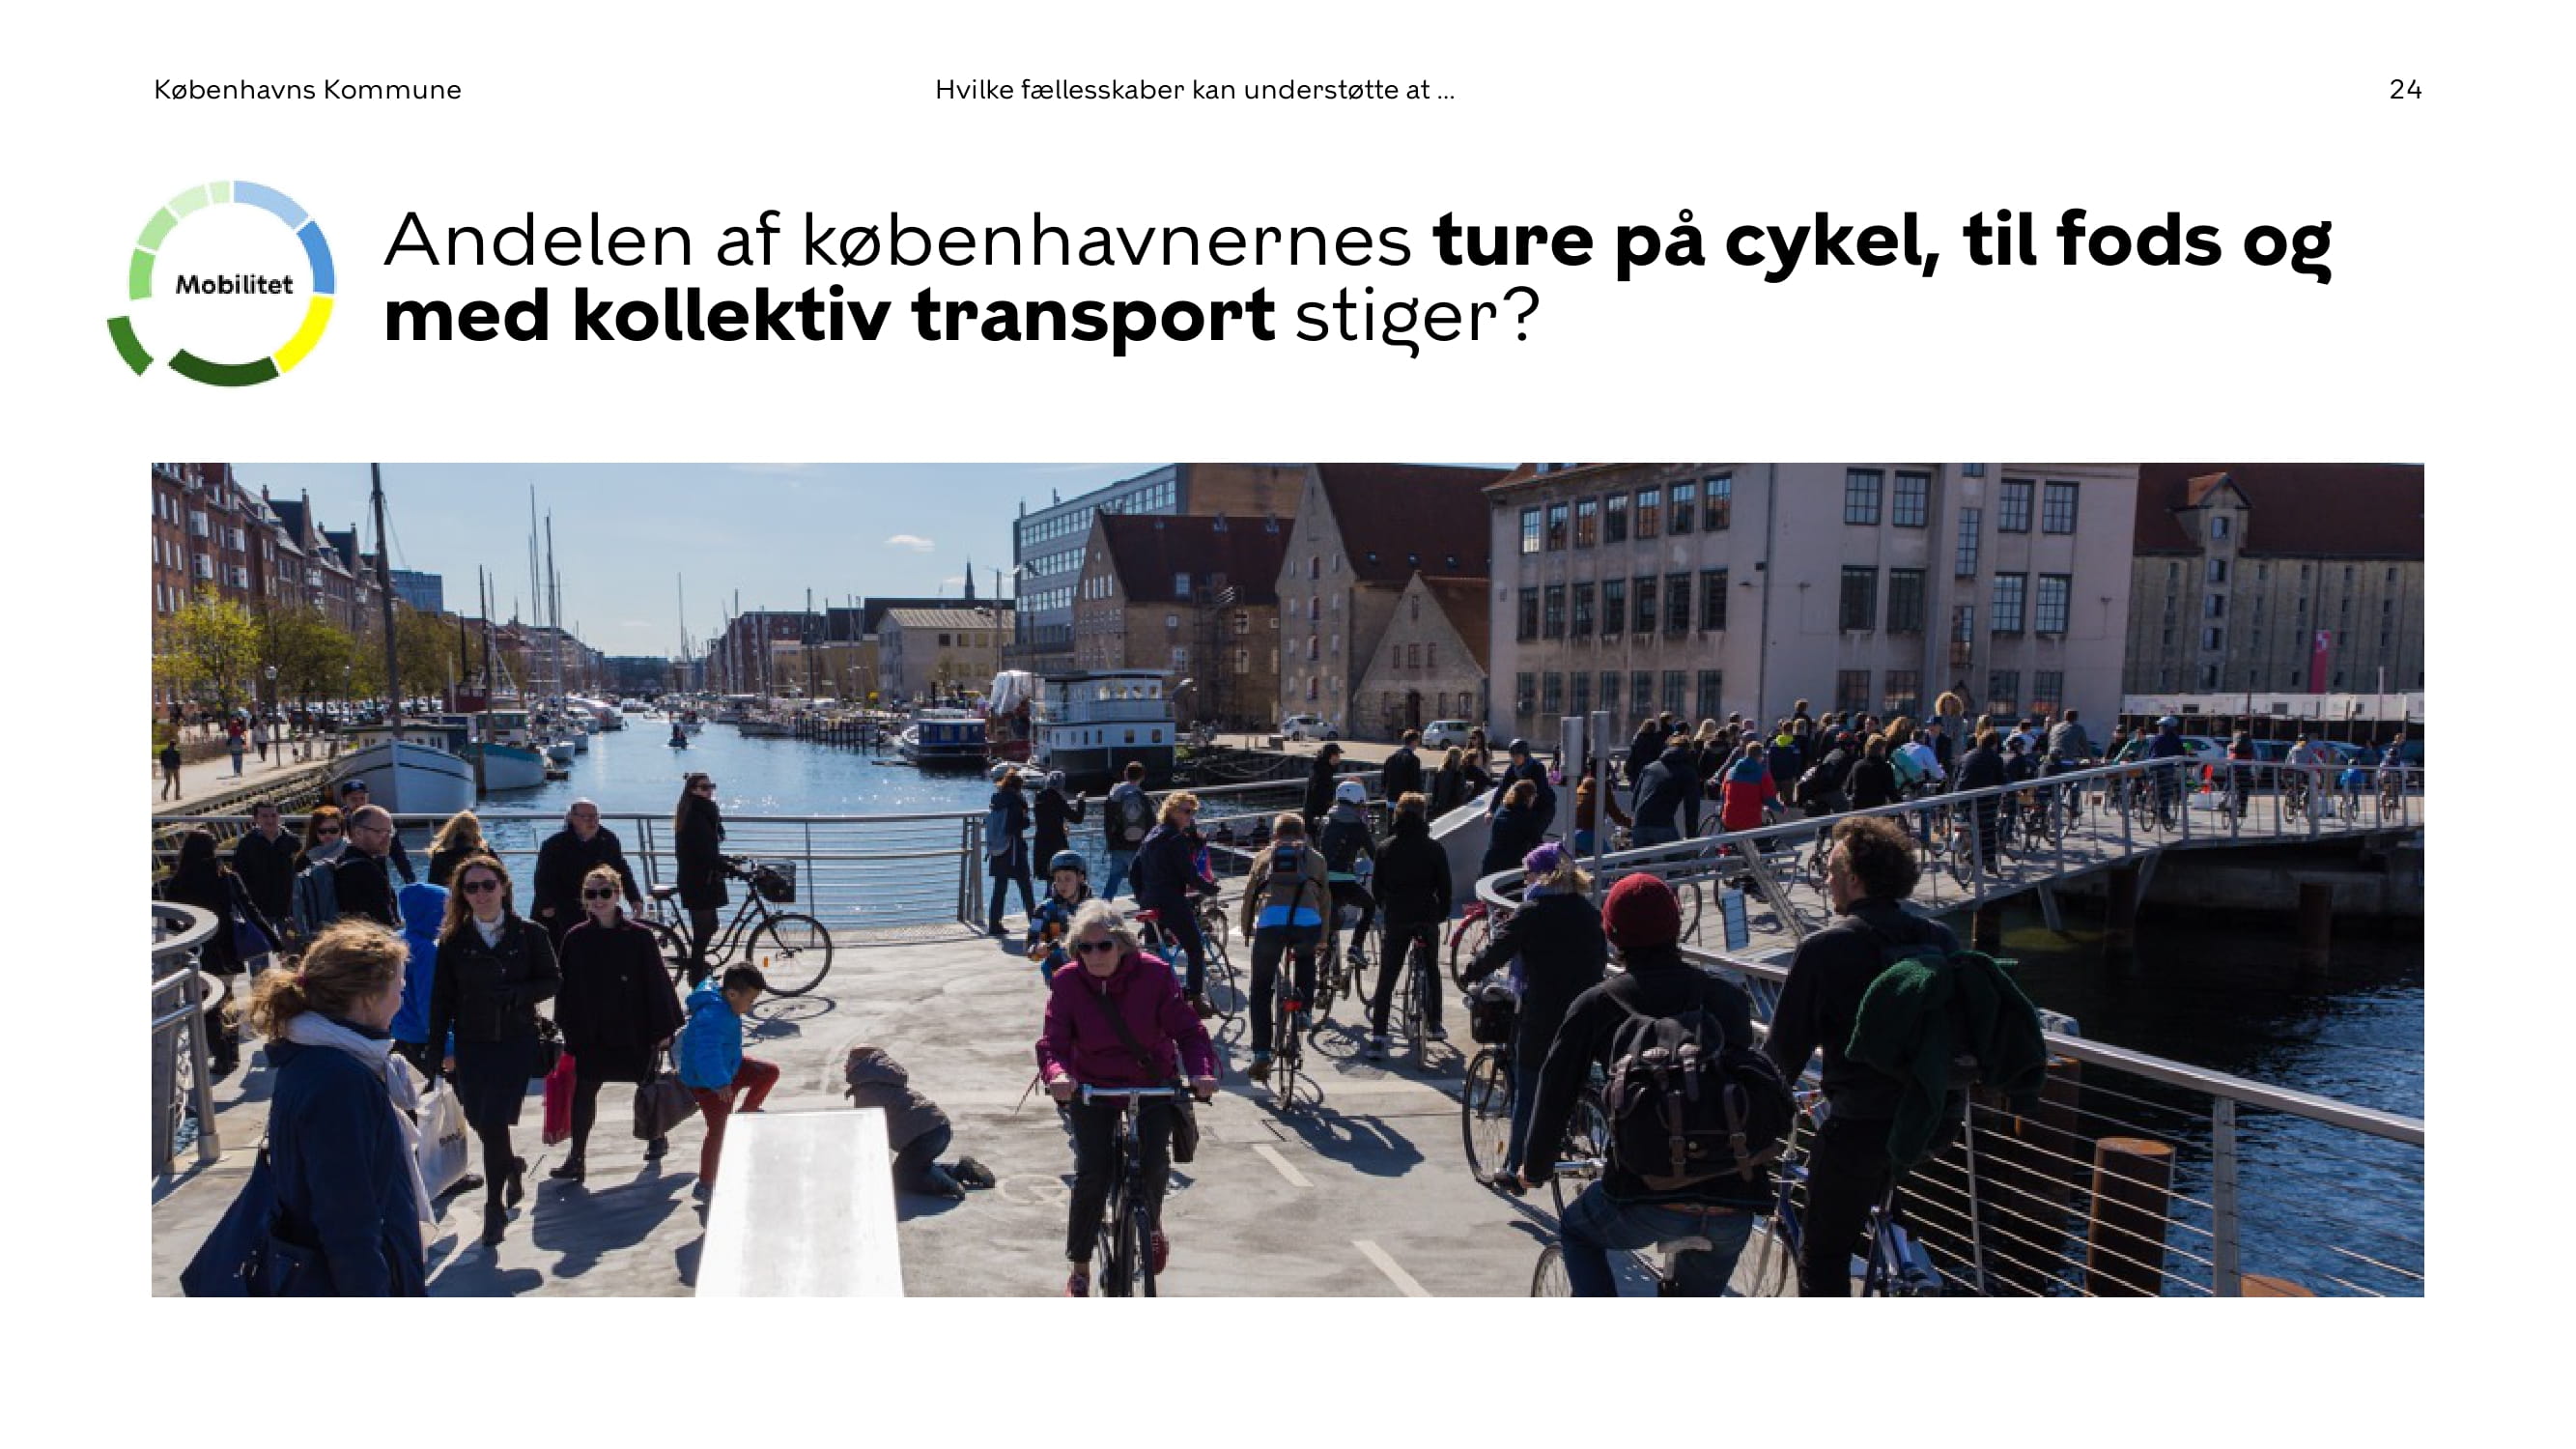 Københavns Kommune
Hvilke fællesskaber kan understøtte at ...
24
Mobilitet
Andelen af københavnernes ture på cykel, til fods og
med kollektiv transport stiger?